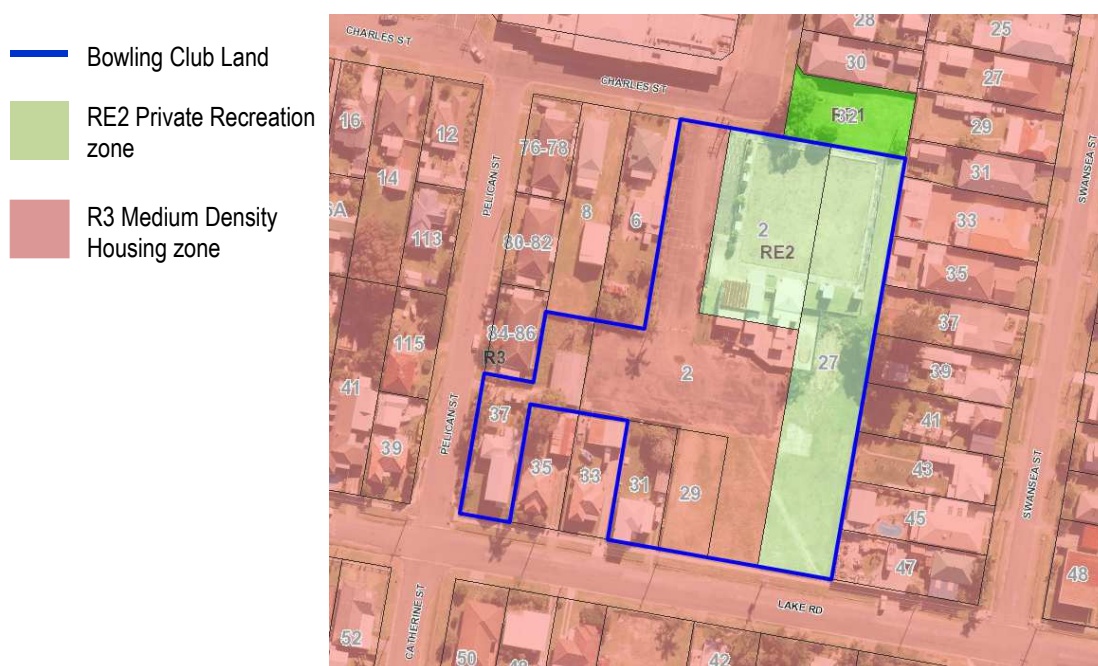 Bowling Club Land
RE2 Private Recreation
zone
R3 Medium Density
Housing zone
CHARLES ST
28
25
30
CHARLES ST
27
32
16
12
76-78
29
SWANSEA ST
14
PELICAN ST
31
8
6
2
33
113
80-82
RE2
35
84-86
37
R3
115
27
2
39
41
37
41
PELICAN ST
39
35
33
31
29
43
45
SWANSEA ST
47
48
LAKE RD
CATHERINE ST
52
50
42